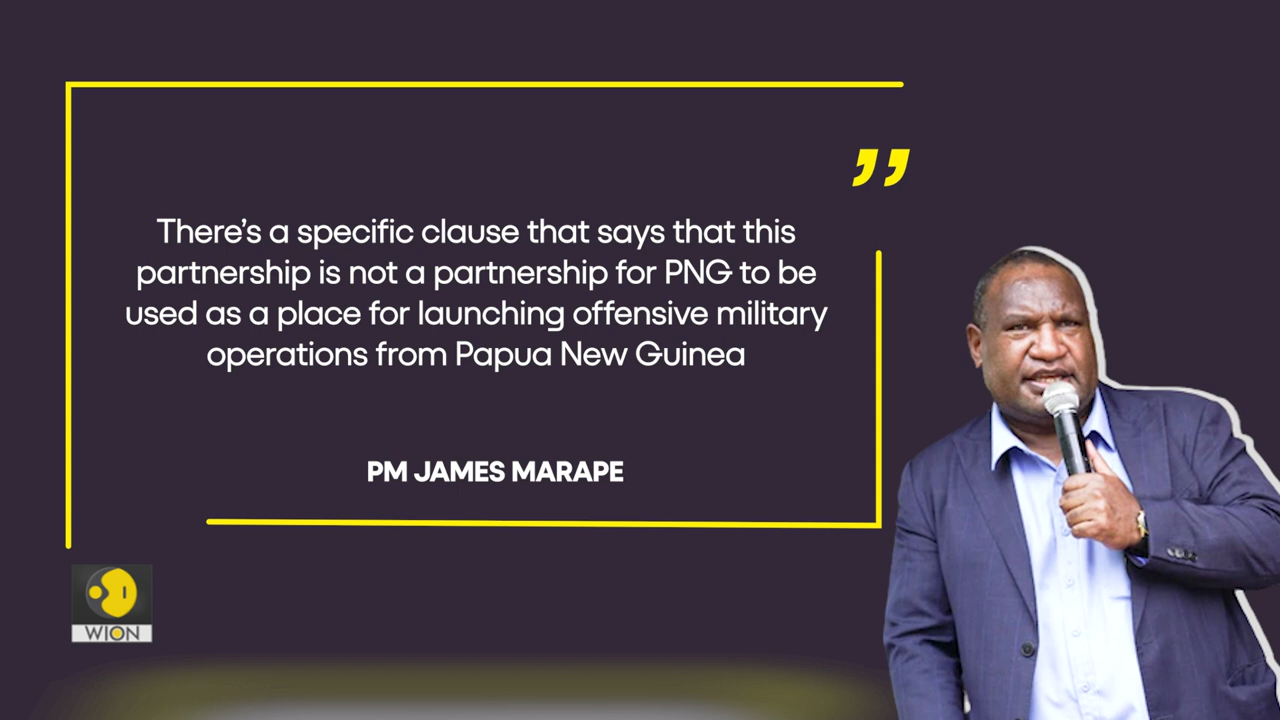 ”
There’s a specific clause that says that this
partnership is not a partnership for PNG to be
used as a place for launching offensive military
operations from Papua New Guinea
PM JAMES MARAPE
WION